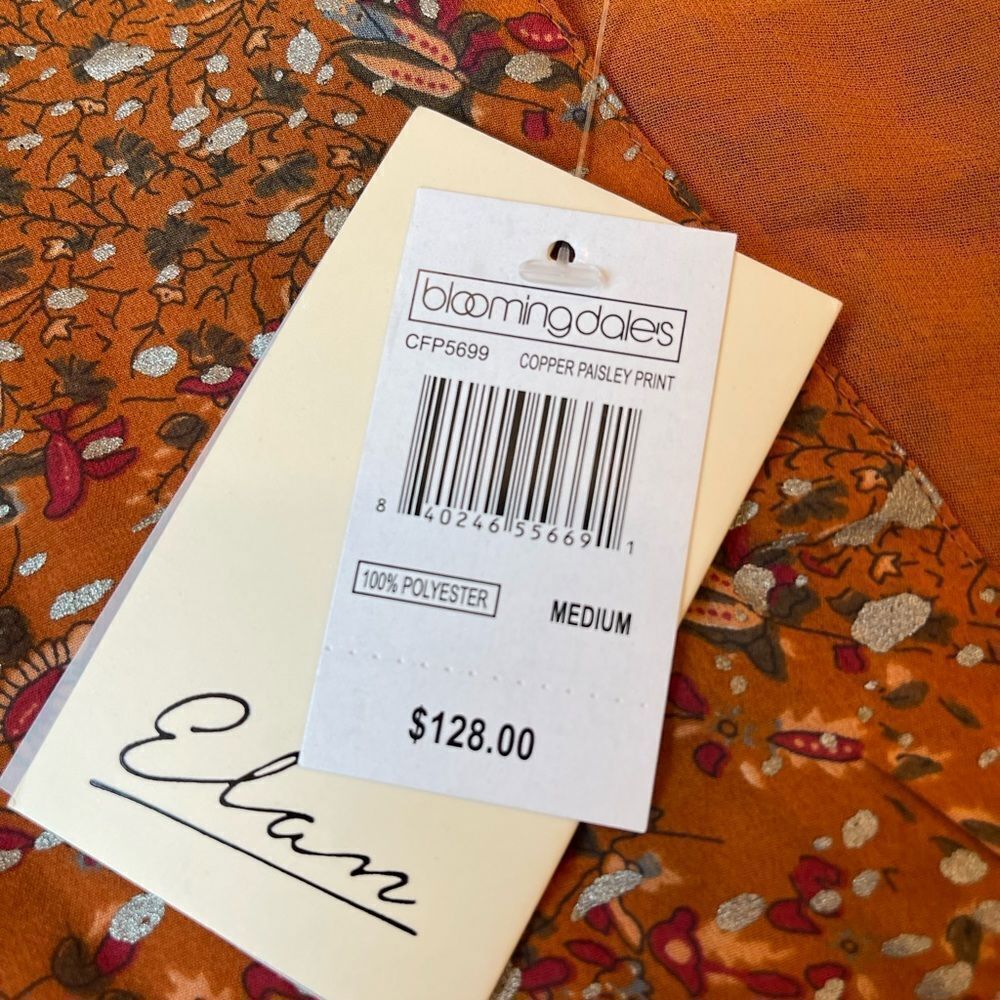 bloomingdale's
CFP5699 COPPER PAISLEY PRINT
8 40246 55669 1
100% POLYESTER
MEDIUM
$128.00
Elan